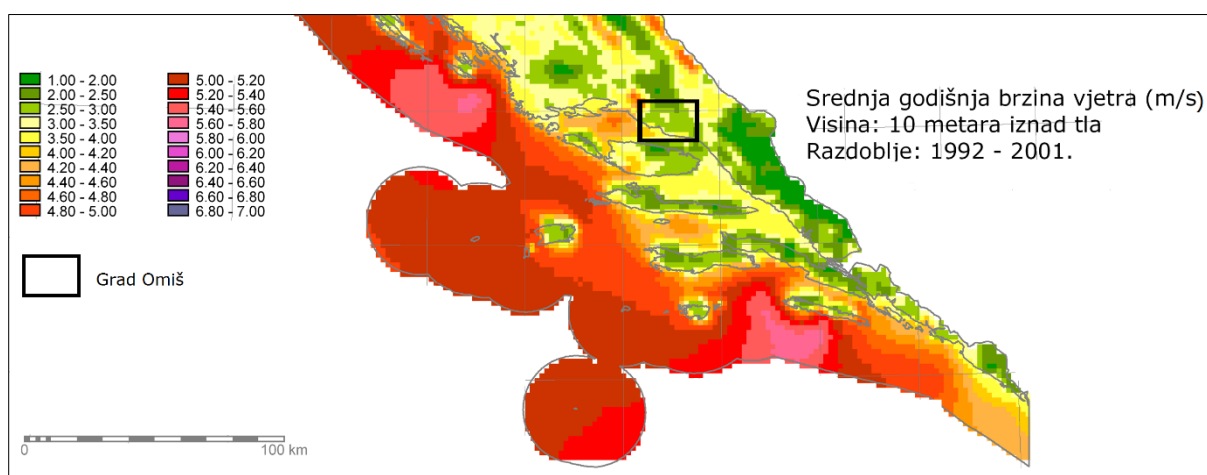 1.00 - 2.00
2.00 - 2.50
2.50 - 3.00
3.00 - 3.50
3.50 - 4.00
4.00 - 4.20
4.20 - 4.40
4.40 - 4.60
4.60 - 4.80
4.80 - 5.00
5.00 - 5.20
5.20 - 5.40
5.40 - 5.60
5.60 - 5.80
5.80 - 6.00
6.00 - 6.20
6.20 - 6.40
6.40 - 6.60
6.60 - 6.80
6.80 - 7.00
Grad Omiš
Srednja godišnja brzina vjetra (m/s)
Visina: 10 metara iznad tla
Razdoblje: 1992 - 2001.
0
100 km